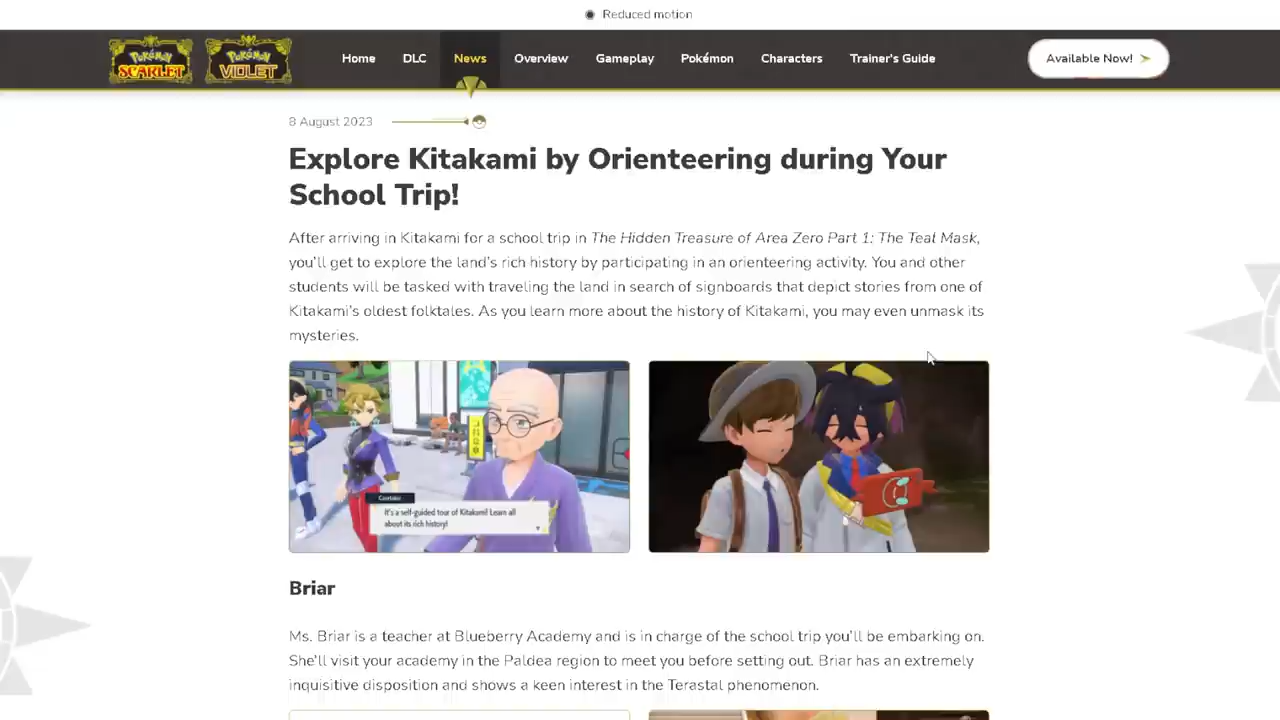 Reduced motion
Pokémon SCARLET
Pokémon VIOLET
Home
DLC
News
Overview
Gameplay
Pokémon
Characters
Trainer's Guide
Available Now!
8 August 2023
Explore Kitakami by Orienteering during Your
School Trip!
After arriving in Kitakami for a school trip in The Hidden Treasure of Area Zero Part 1: The Teal Mask,
you'll get to explore the land's rich history by participating in an orienteering activity. You and other
students will be tasked with traveling the land in search of signboards that depict stories from one of
Kitakami's oldest folktales. As you learn more about the history of Kitakami, you may even unmask its
mysteries.
Caretaker
It's a self-guided tour of Kitakami! Learn all
about its rich history!
Briar
Ms. Briar is a teacher at Blueberry Academy and is in charge of the school trip you'll be embarking on.
She'll visit your academy in the Paldea region to meet you before setting out. Briar has an extremely
inquisitive disposition and shows a keen interest in the Terastal phenomenon.